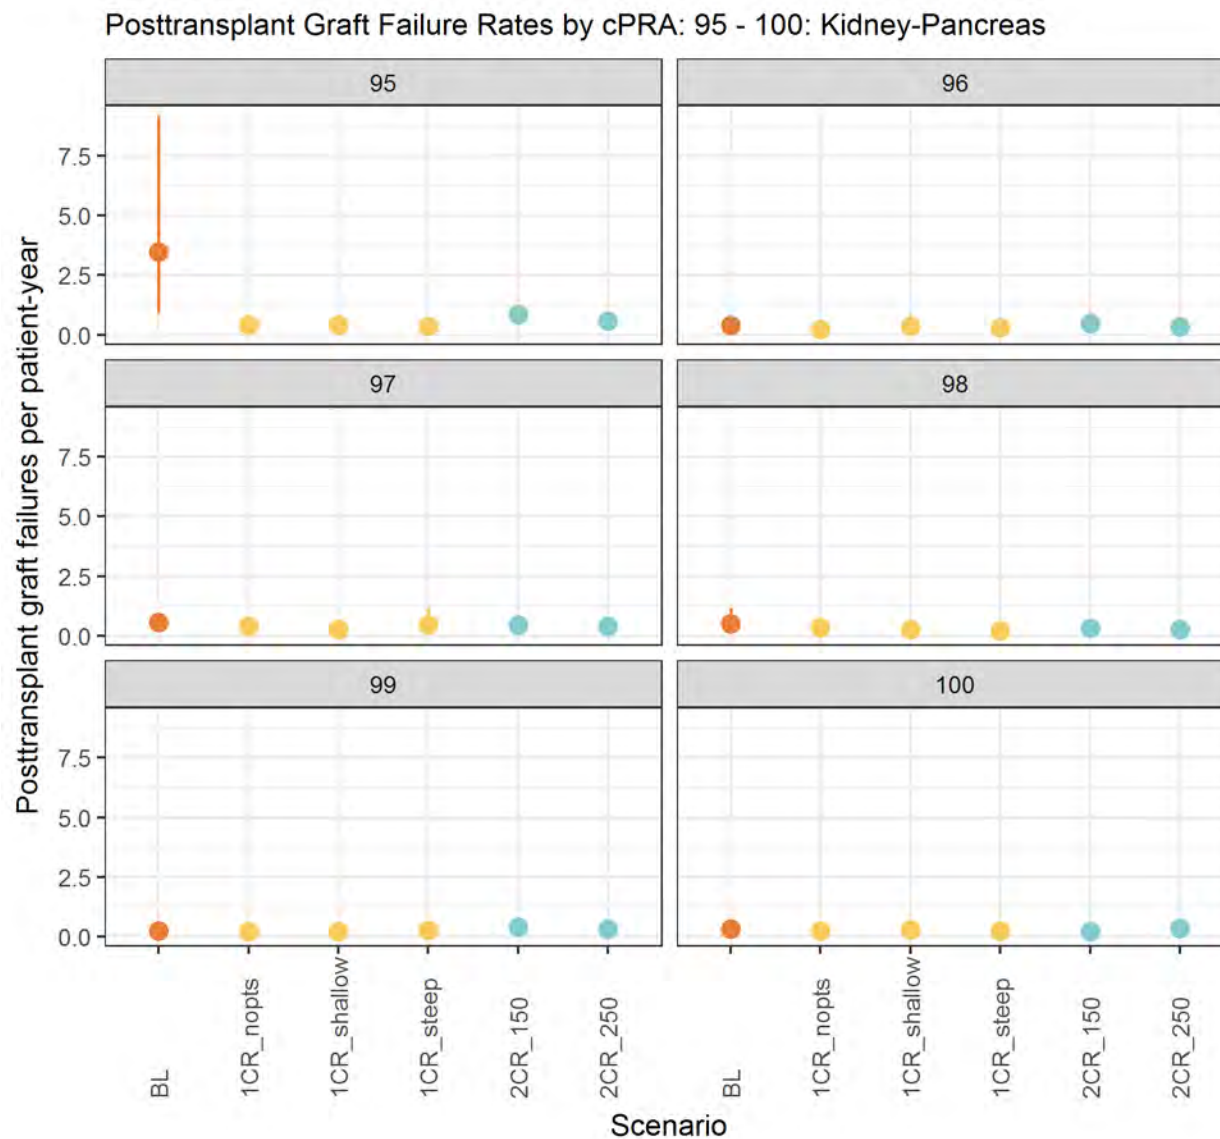 Posttransplant Graft Failure Rates by cPRA: 95 - 100: Kidney-Pancreas
Posttransplant graft failures per patient-year
95
96
7.5
5.0
2.5
0.0
97
98
7.5
5.0
2.5
0.0
99
100
7.5
5.0
2.5
0.0
BL
1CR_nopts
1CR_shallow
1CR_steep
2CR_150
2CR_250
BL
1CR_nopts
1CR_shallow
1CR_steep
2CR_150
2CR_250
Scenario